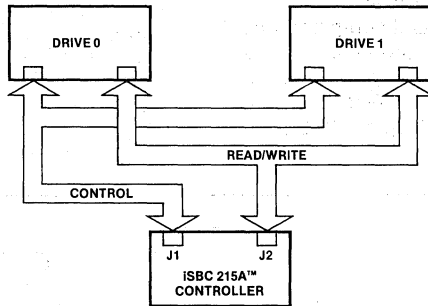 DRIVE 0
DRIVE 1
READ/WRITE
CONTROL
J1
J2
iSBC 215A™
CONTROLLER